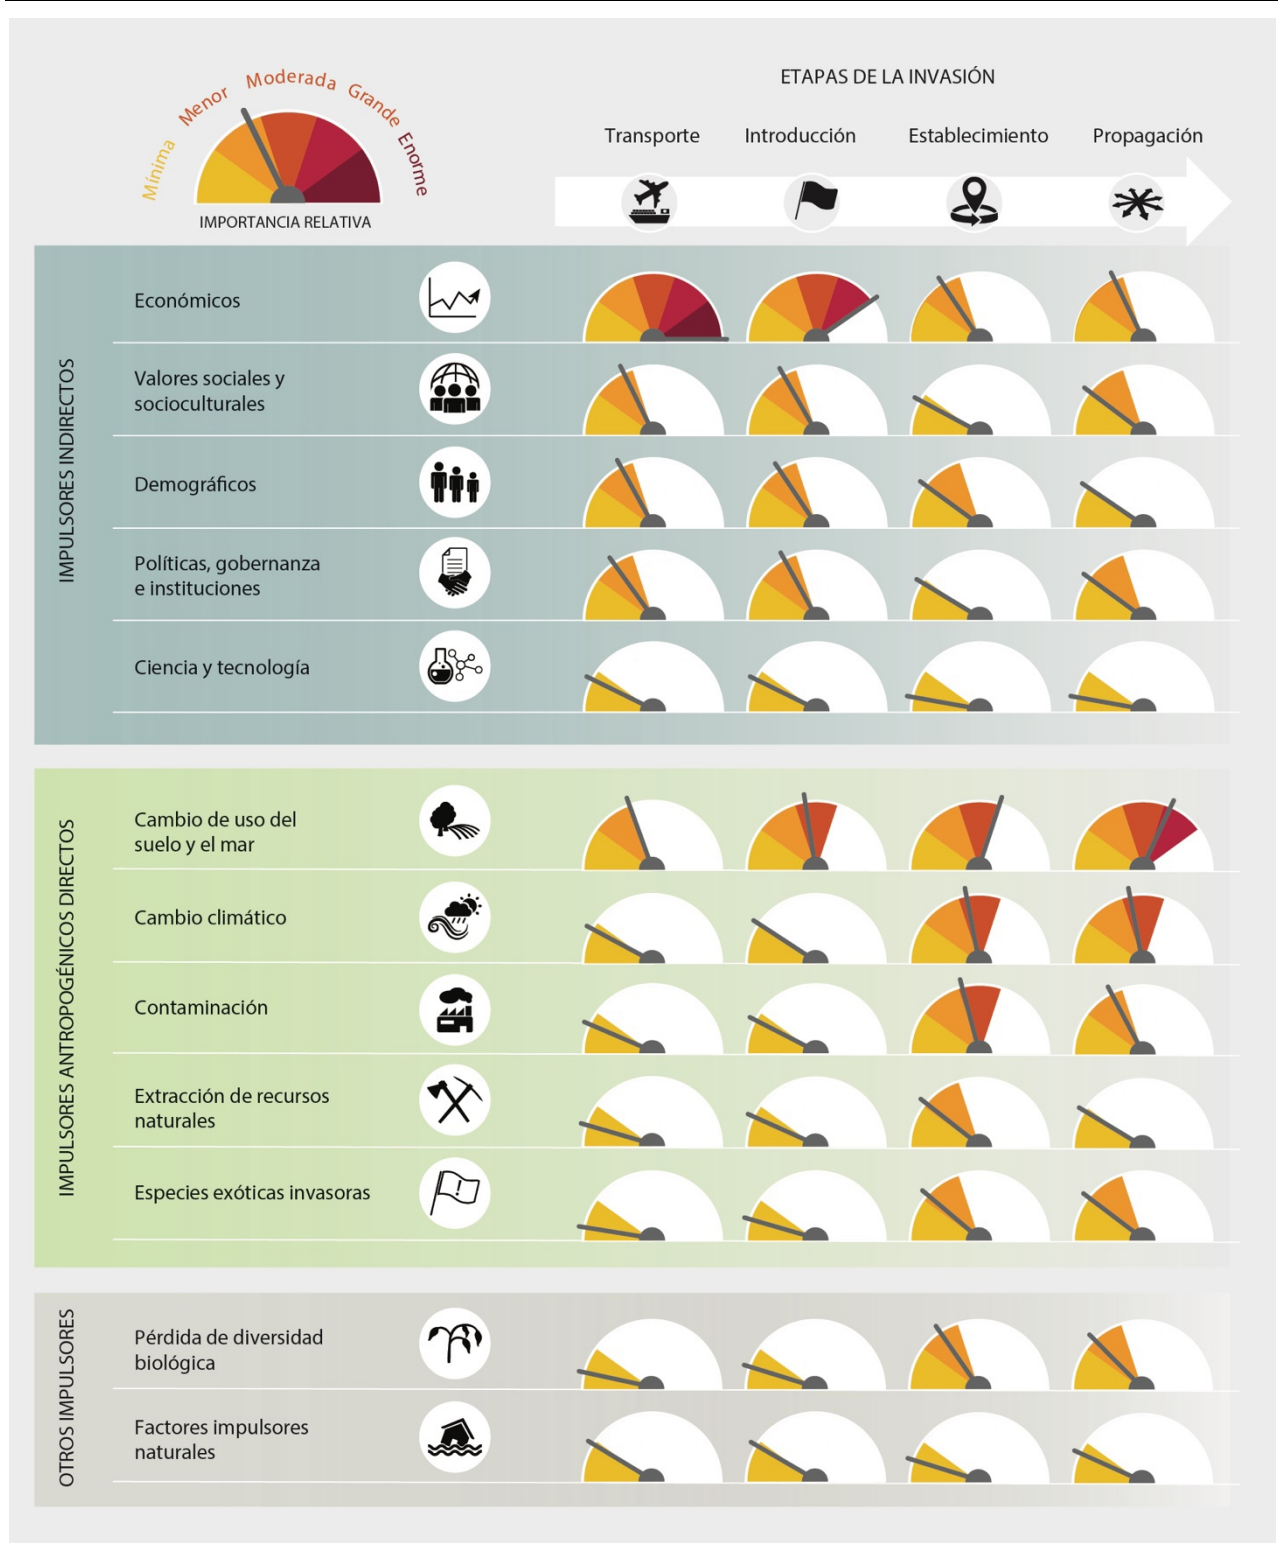 Mínima
Menor
Moderada
Grande
Enorme
IMPORTANCIA RELATIVA
ETAPAS DE LA INVASIÓN
Transporte
Introducción
Establecimiento
Propagación
IMPULSORES INDIRECTOS
Económicos
Valores sociales y
socioculturales
Demográficos
Políticas, gobernanza
e instituciones
Ciencia y tecnología
IMPULSORES ANTROPOGÉNICOS DIRECTOS
Cambio de uso del
suelo y el mar
Cambio climático
Contaminación
Extracción de recursos
naturales
Especies exóticas invasoras
OTROS IMPULSORES
Pérdida de diversidad
biológica
Factores impulsores
naturales